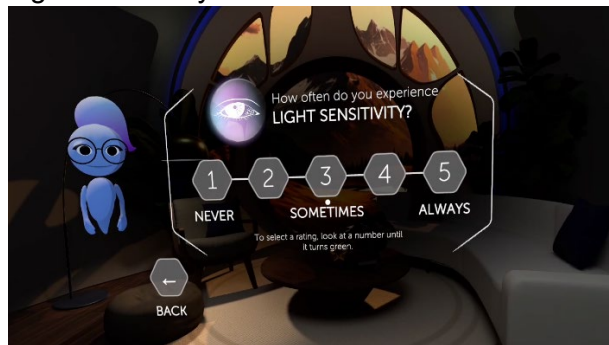 How often do you experience
LIGHT SENSITIVITY?
1 2 3 4 5
NEVER SOMETIMES ALWAYS
To select a rating, look at a number until
it turns green.
←
BACK